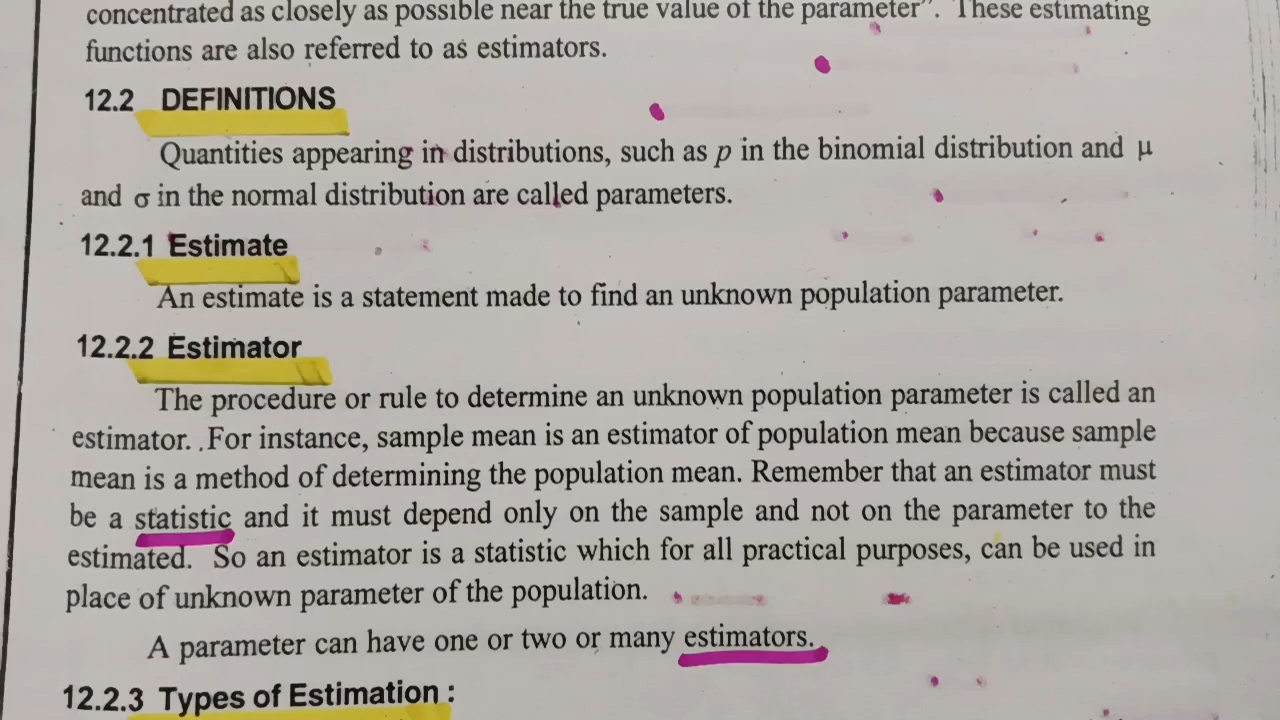 concentrated as closely as possible near the true value of the parameter". These estimating
functions are also referred to as estimators.
12.2 DEFINITIONS
Quantities appearing in distributions, such as p in the binomial distribution and μ
and σ in the normal distribution are called parameters.
12.2.1 Estimate
An estimate is a statement made to find an unknown population parameter.
12.2.2 Estimator
The procedure or rule to determine an unknown population parameter is called an
estimator. For instance, sample mean is an estimator of population mean because sample
mean is a method of determining the population mean. Remember that an estimator must
be a statistic and it must depend only on the sample and not on the parameter to the
estimated. So an estimator is a statistic which for all practical purposes, can be used in
place of unknown parameter of the population.
A parameter can have one or two or many estimators.
12.2.3 Types of Estimation :